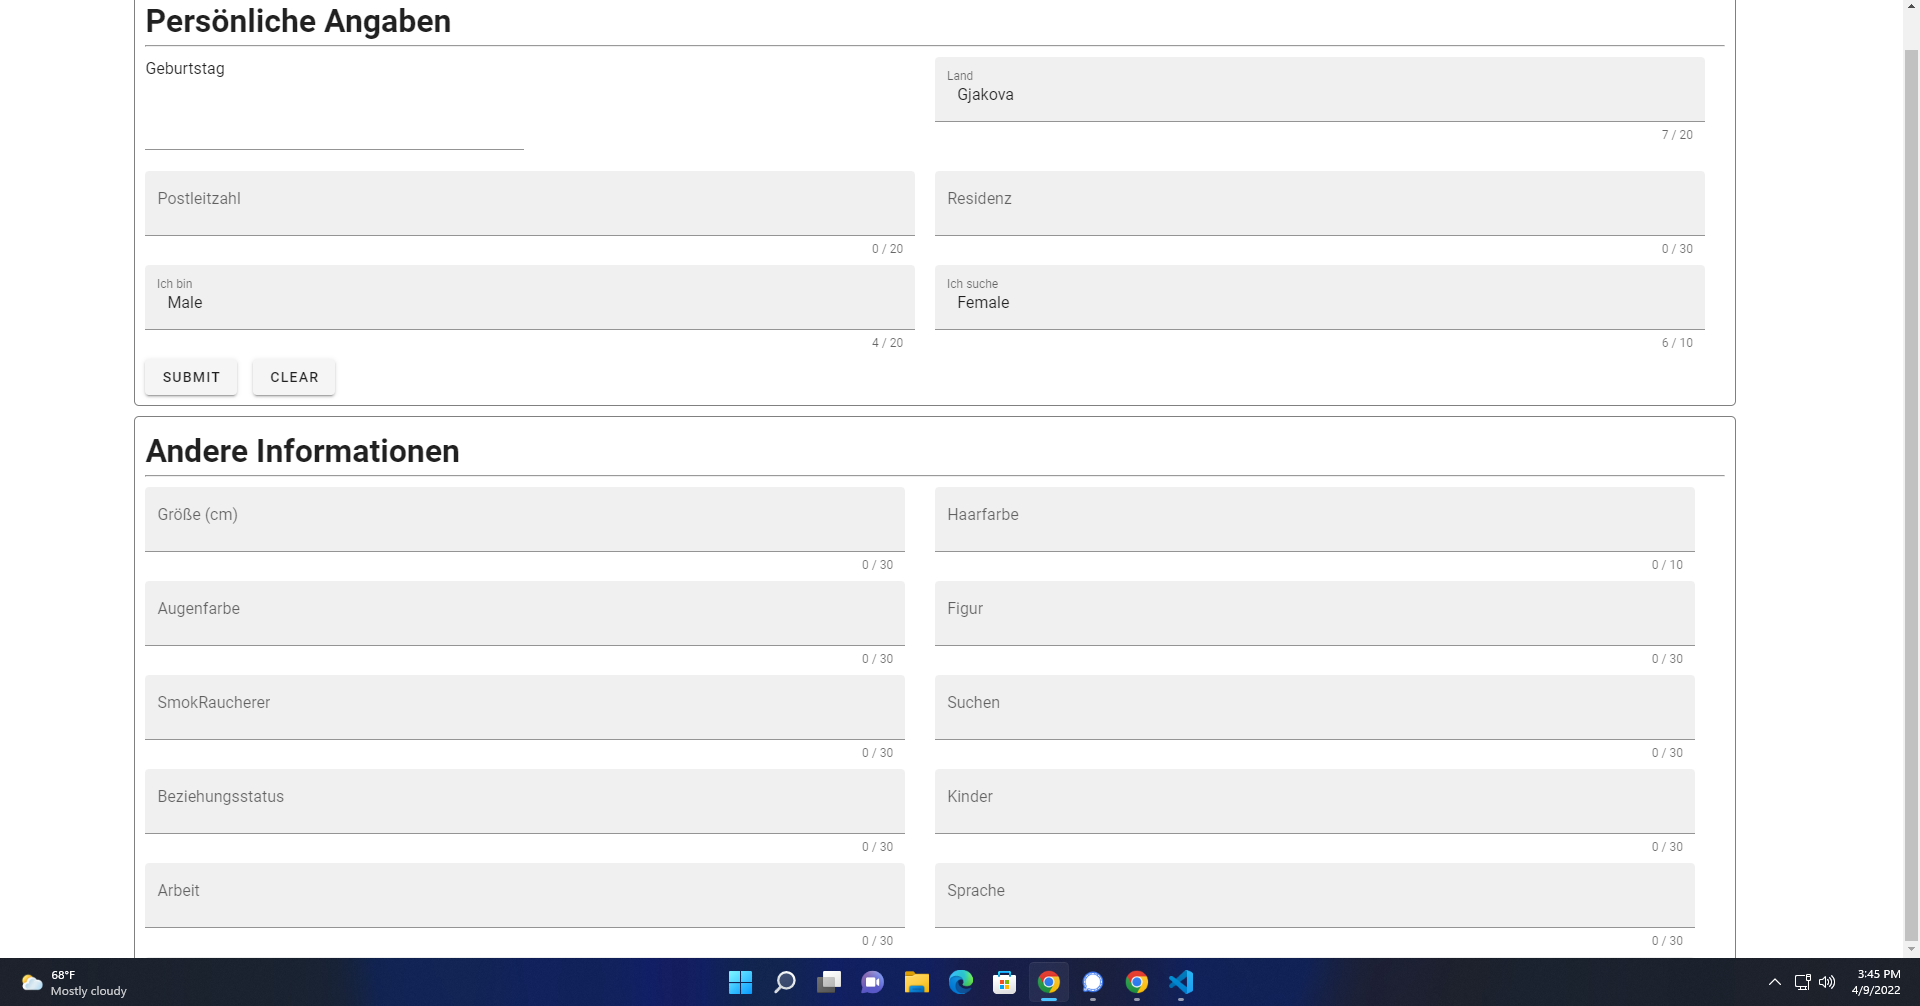 Persönliche Angaben
Geburtstag
Land
Gjakova
7 / 20
Postleitzahl
0 / 20
Residenz
0 / 30
Ich bin
Male
4 / 20
Ich suche
Female
6 / 10
SUBMIT
CLEAR
Andere Informationen
Größe (cm)
0 / 30
Haarfarbe
0 / 10
Augenfarbe
0 / 30
Figur
0 / 30
SmokRaucherer
0 / 30
Suchen
0 / 30
Beziehungsstatus
0 / 30
Kinder
0 / 30
Arbeit
0 / 30
Sprache
0 / 30
68°F
Mostly cloudy
3:45 PM
4/9/2022